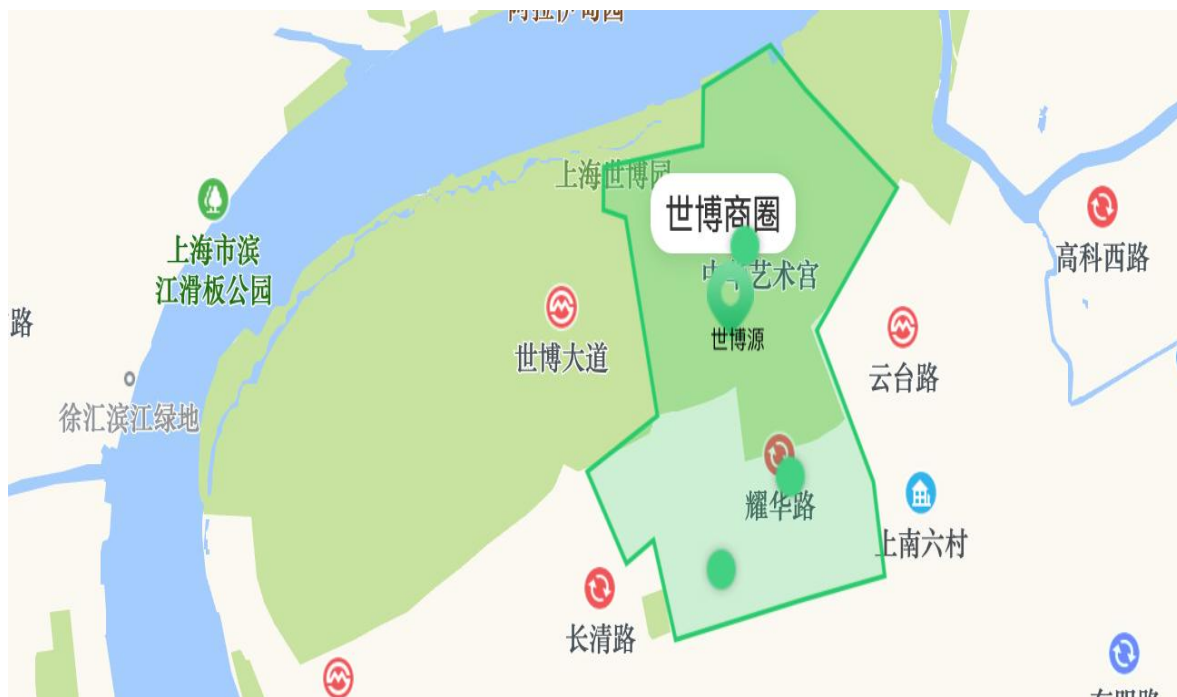 上海世博园
世博商圈
上海市滨
江滑板公园
艺术宫
高科西路
路
世博源
世博大道
云台路
徐汇滨江绿地
耀华路
上南六村
长清路